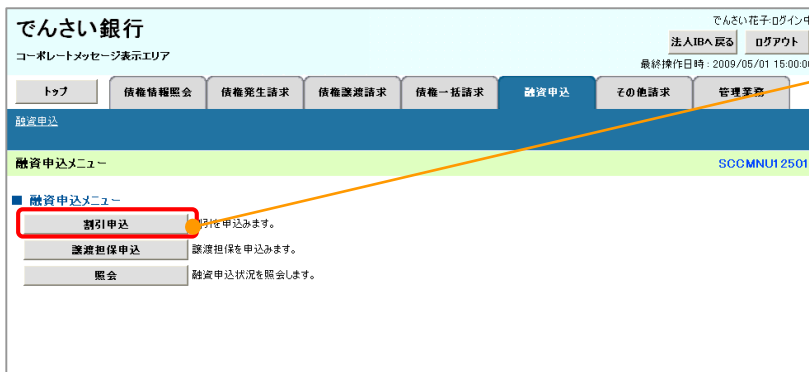 でんさい銀行
でんさい花子:ログイン中
コーポレートメッセージ表示エリア
法人IBへ戻る ログアウト
最終操作日時:2009/05/01 15:00:00
トップ 債権情報照会 債権発生請求 債権譲渡請求 債権一括請求 融資申込 その他請求 管理業務
融資申込
融資申込メニュー SCCMNU12501
■ 融資申込メニュー
割引申込 割引を申込みます。
譲渡担保申込 譲渡担保を申込みます。
照会 融資申込状況を照会します。